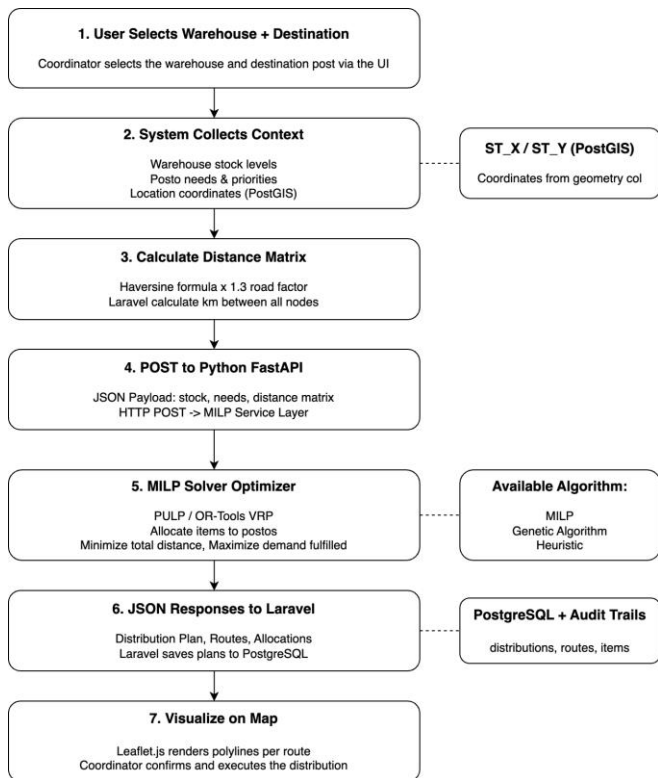 1. User Selects Warehouse + Destination
Coordinator selects the warehouse and destination post via the UI
2. System Collects Context
Warehouse stock levels
Posto needs & priorities
Location coordinates (PostGIS)
ST_X / ST_Y (PostGIS)
Coordinates from geometry col
3. Calculate Distance Matrix
Haversine formula x 1.3 road factor
Laravel calculate km between all nodes
4. POST to Python FastAPI
JSON Payload: stock, needs, distance matrix
HTTP POST -> MILP Service Layer
5. MILP Solver Optimizer
PULP / OR-Tools VRP
Allocate items to postos
Minimize total distance, Maximize demand fulfilled
Available Algorithm:
MILP
Genetic Algorithm
Heuristic
6. JSON Responses to Laravel
Distribution Plan, Routes, Allocations
Laravel saves plans to PostgreSQL
PostgreSQL + Audit Trails
distributions, routes, items
7. Visualize on Map
Leaflet.js renders polylines per route
Coordinator confirms and executes the distribution